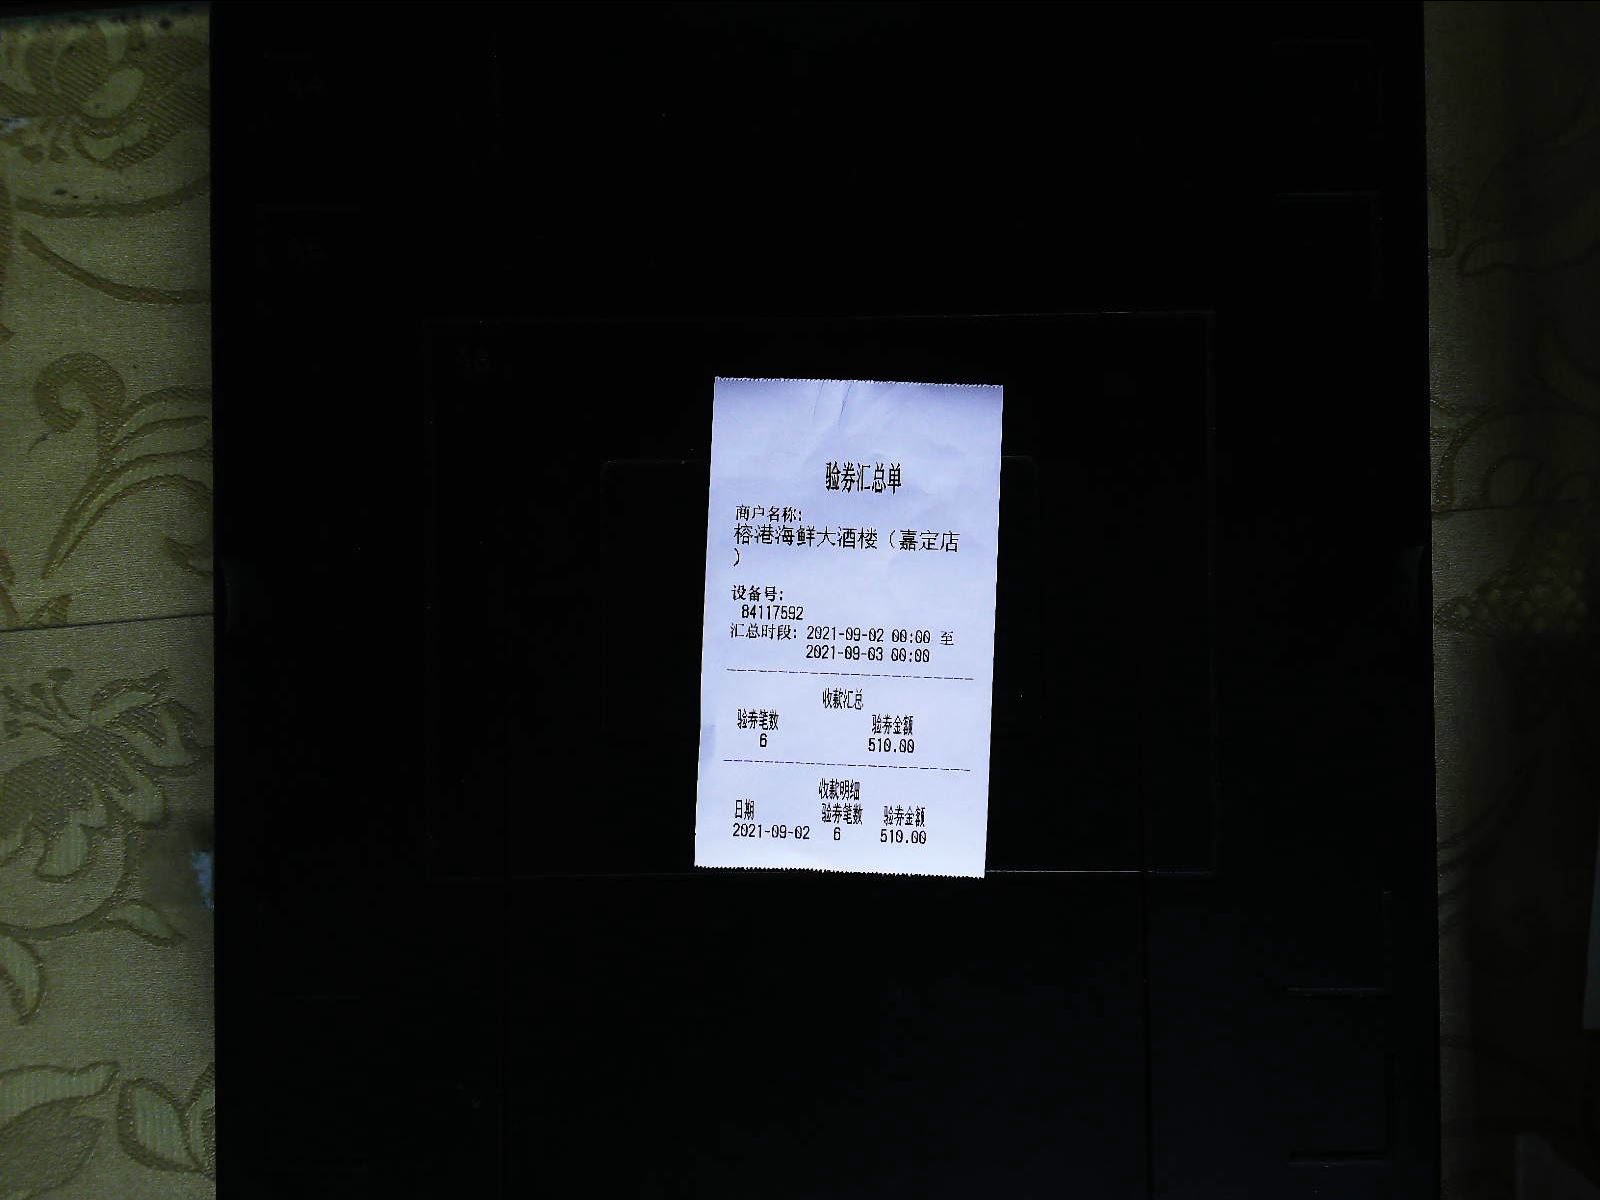 验券汇总单
商户名称:
榕港海鲜大酒楼（嘉定店
）
设备号:
84117592
汇总时段: 2021-09-02 00:00 至
2021-09-03 00:00
收款汇总
验券笔数 验券金额
6 510.00
收款明细
日期 验券笔数 验券金额
2021-09-02 6 510.00